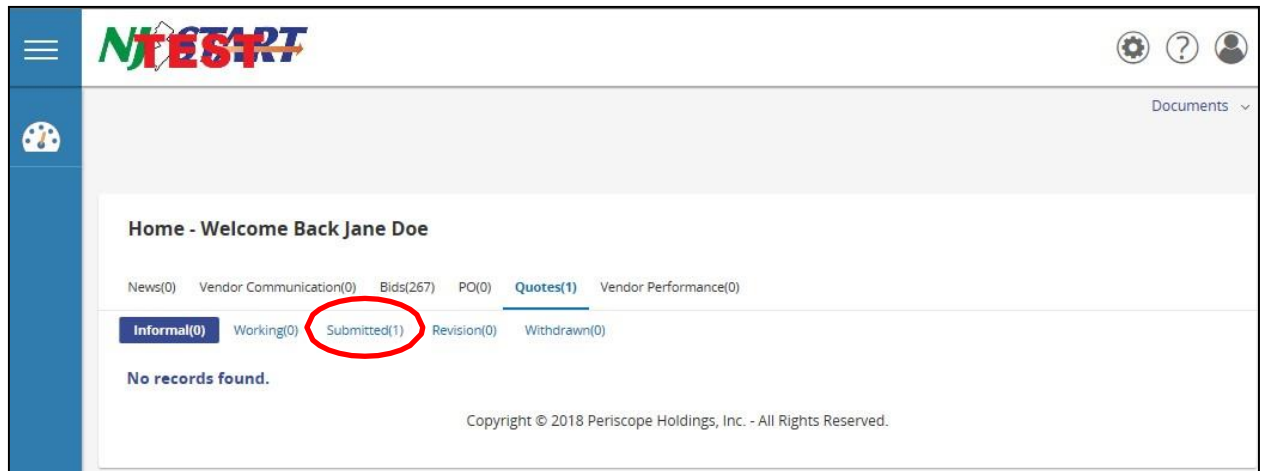 NJSTART
TEST
Documents
Home - Welcome Back Jane Doe
News(0) Vendor Communication(0) Bids(267) PO(0) Quotes(1) Vendor Performance(0)
Informal(0) Working(0) Submitted(1) Revision(0) Withdrawn(0)
No records found.
Copyright © 2018 Periscope Holdings, Inc. - All Rights Reserved.